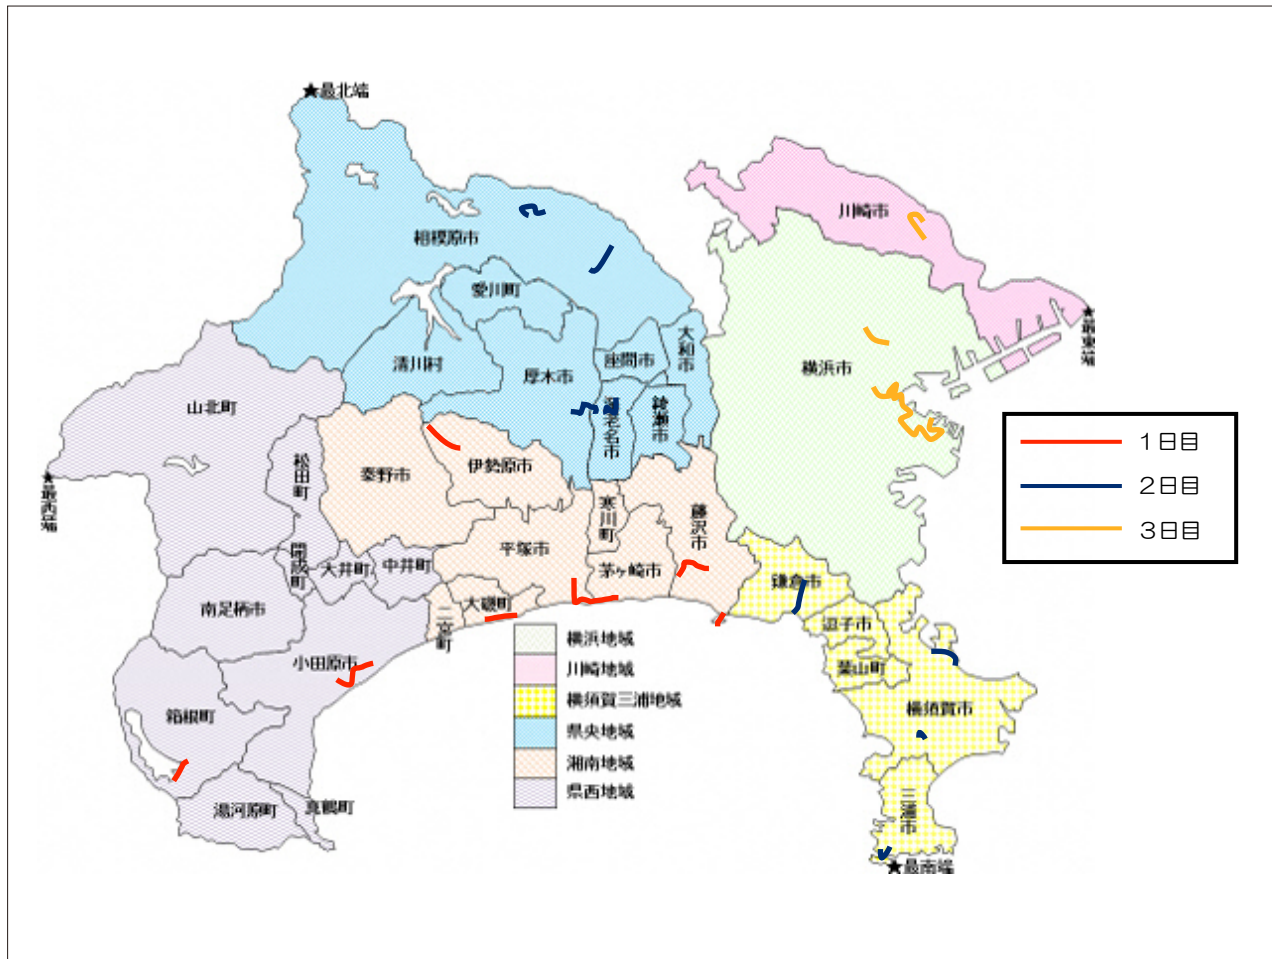 ★最北端
川崎市
相模原市
愛川町
★最東端
大和市
座間市
清川村
厚木市
横浜市
山北町
海老名市
綾瀬市
1日目
松田町
秦野市
伊勢原市
2日目
★最西端
寒川町
藤沢市
3日目
開成町
大井町
中井町
平塚市
茅ヶ崎市
鎌倉市
南足柄市
二宮町
大磯町
逗子市
横浜地域
小田原市
川崎地域
葉山町
横須賀三浦地域
箱根町
横須賀市
県央地域
湘南地域
県西地域
湯河原町
真鶴町
三浦市
★最南端